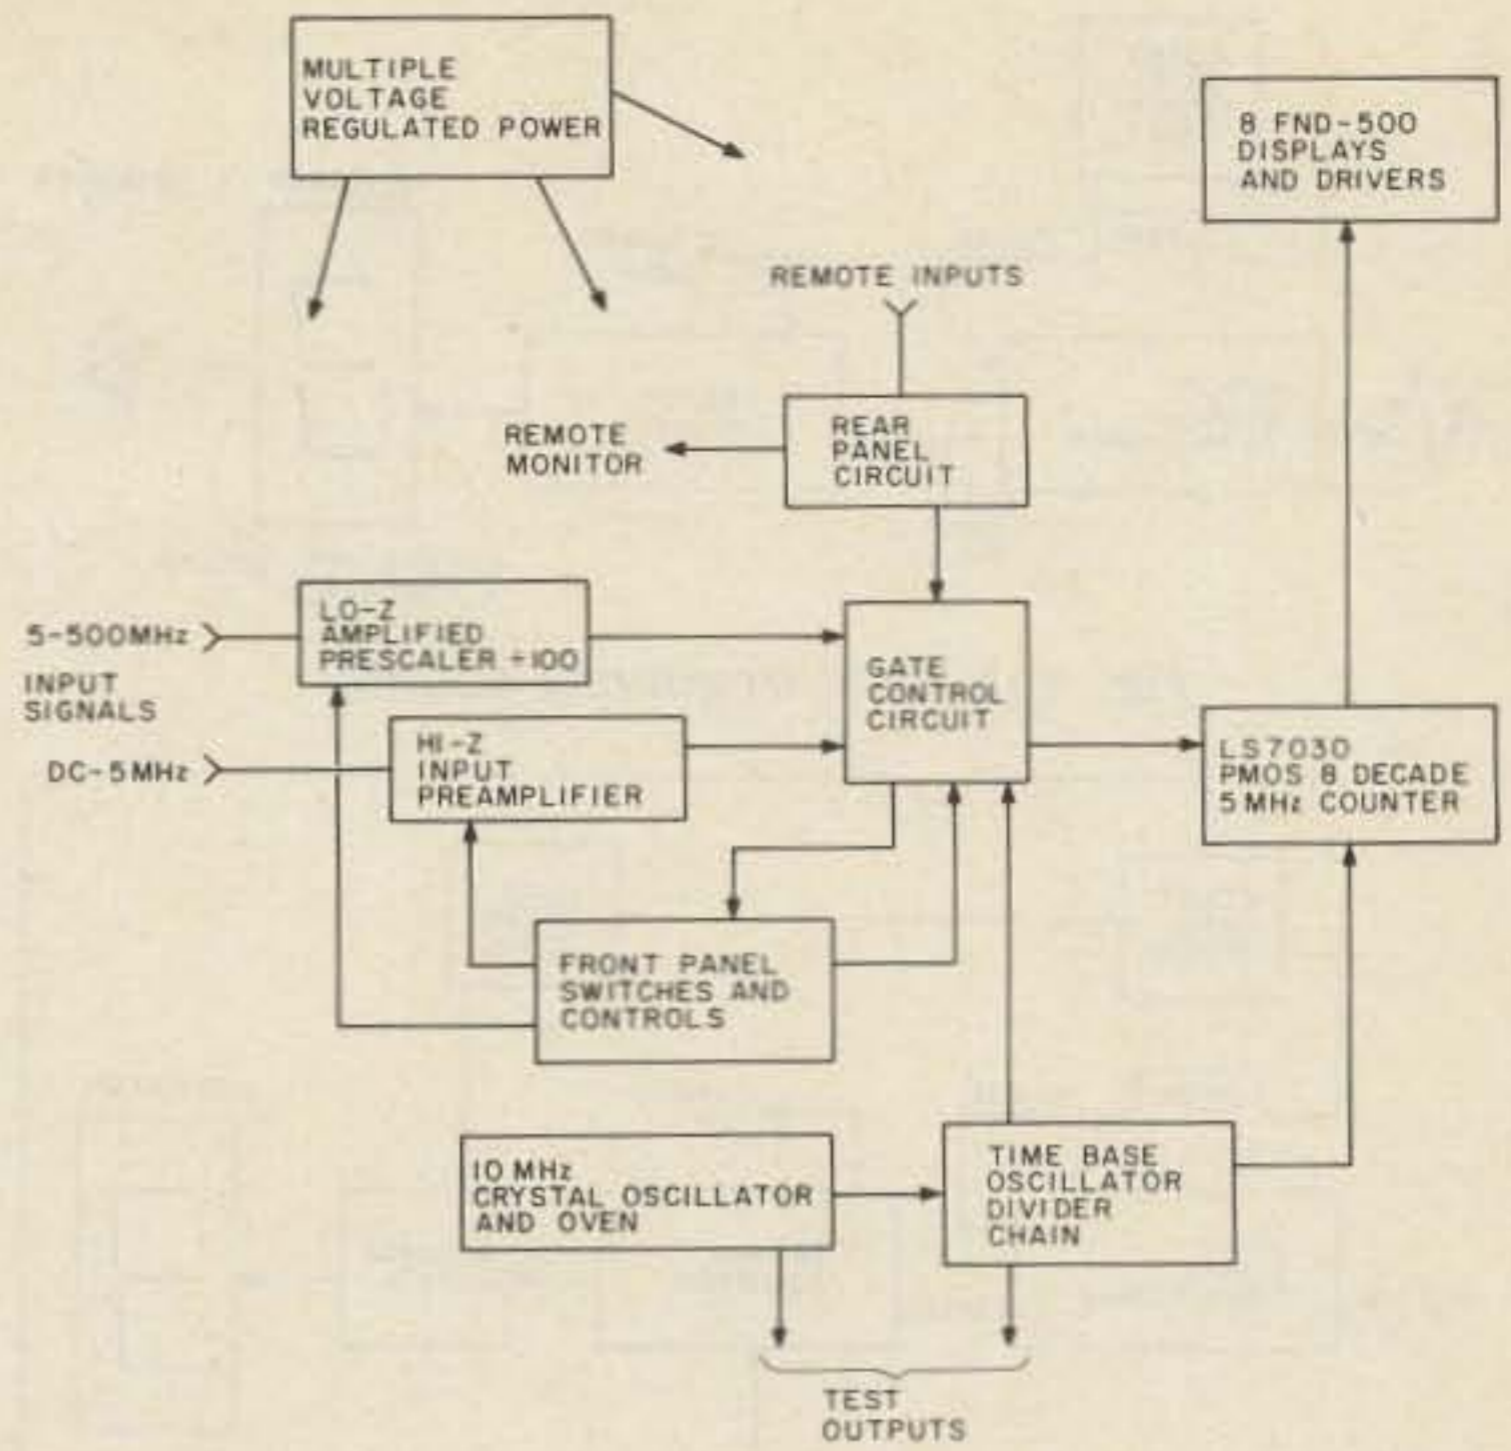 MULTIPLE
VOLTAGE
REGULATED POWER
8 FND-500
DISPLAYS
AND DRIVERS
REMOTE INPUTS
REAR
PANEL
CIRCUIT
REMOTE
MONITOR
LO-Z
AMPLIFIED
PRESCALER ÷100
5-500MHz
INPUT
SIGNALS
DC-5MHz
HI-Z
INPUT
PREAMPLIFIER
GATE
CONTROL
CIRCUIT
LS7030
PMOS 8 DECADE
5MHz COUNTER
FRONT PANEL
SWITCHES AND
CONTROLS
10 MHz
CRYSTAL OSCILLATOR
AND OVEN
TIME BASE
OSCILLATOR
DIVIDER
CHAIN
TEST
OUTPUTS